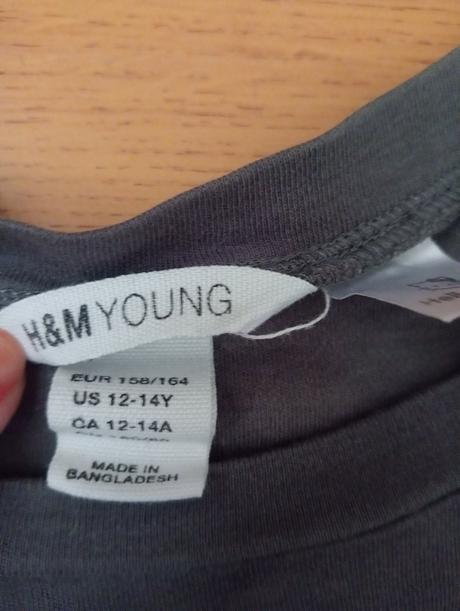 H&M YOUNG
EUR 158/164
US 12-14Y
CA 12-14A
MADE IN
BANGLADESH